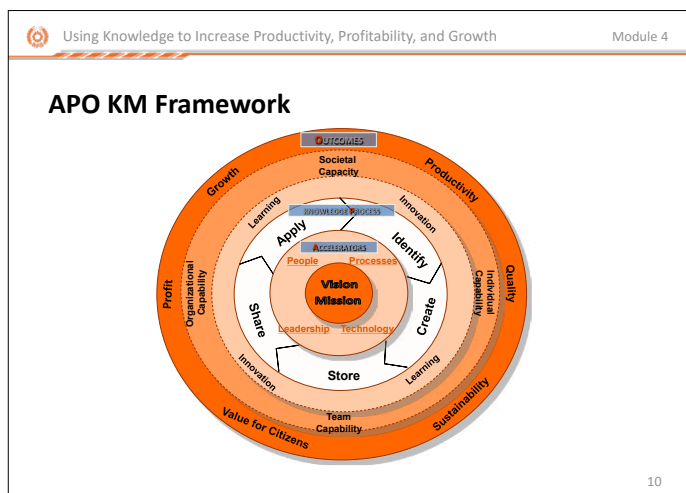 Using Knowledge to Increase Productivity, Profitability, and Growth
Module 4
APO KM Framework
OUTCOMES
Societal
Capacity
Growth
Productivity
Learning
Innovation
KNOWLEDGE PROCESS
Apply
Identify
ACCELERATORS
People
Processes
Vision
Mission
Profit
Organizational
Capability
Individual
Capability
Quality
Share
Create
Leadership
Technology
Store
Innovation
Learning
Team
Capability
Value for Citizens
Sustainability
10